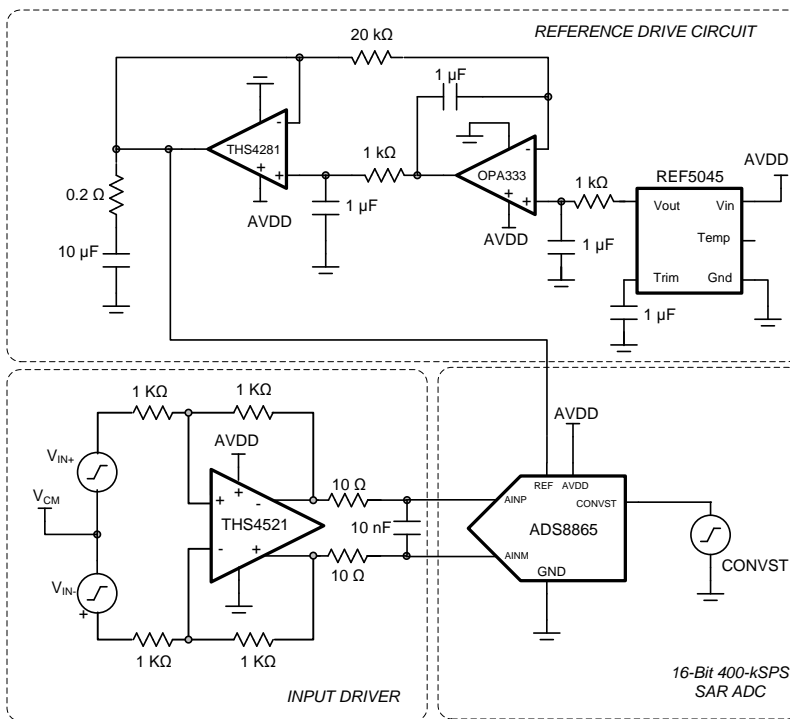 REFERENCE DRIVE CIRCUIT
20 kΩ
1 µF
-
THS4281
+
+
AVDD
1 kΩ
1 µF
-
OPA333
+
+
AVDD
1 kΩ
1 µF
REF5045
AVDD
Vout
Vin
Temp
Trim
Gnd
1 µF
0.2 Ω
10 µF
1 KΩ
1 KΩ
AVDD
VIN+
VCM
VIN-
+
+
-
+
-
+
THS4521
10 Ω
10 nF
10 Ω
1 KΩ
1 KΩ
INPUT DRIVER
AVDD
REF
AVDD
AINP
CONVST
ADS8865
AINM
GND
CONVST
16-Bit 400-kSPS
SAR ADC